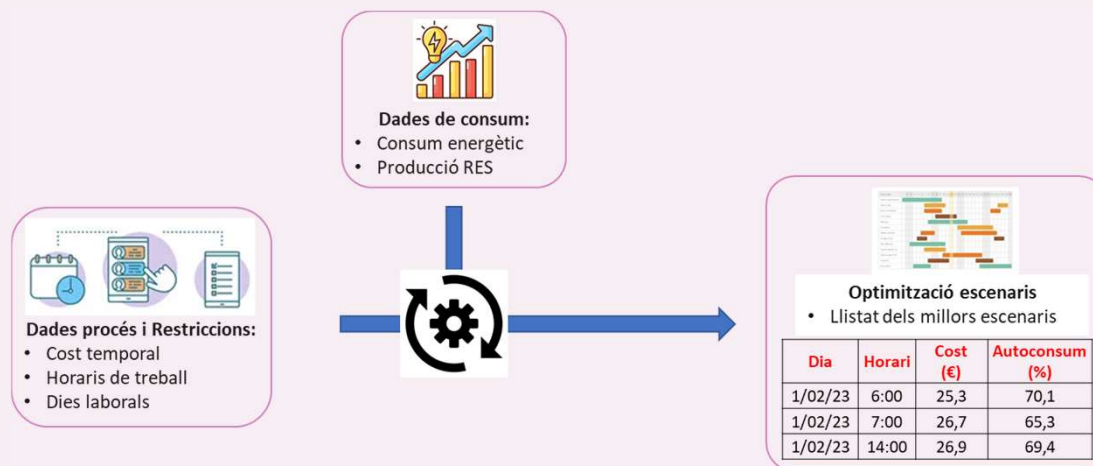 Dades de consum:
• Consum energètic
• Producció RES
Dades procés i Restriccions:
• Cost temporal
• Horaris de treball
• Dies laborals
Optimització escenaris
• Llistat dels millors escenaris
Dia Horari Cost (€) Autoconsum (%)
1/02/23 6:00 25,3 70,1
1/02/23 7:00 26,7 65,3
1/02/23 14:00 26,9 69,4